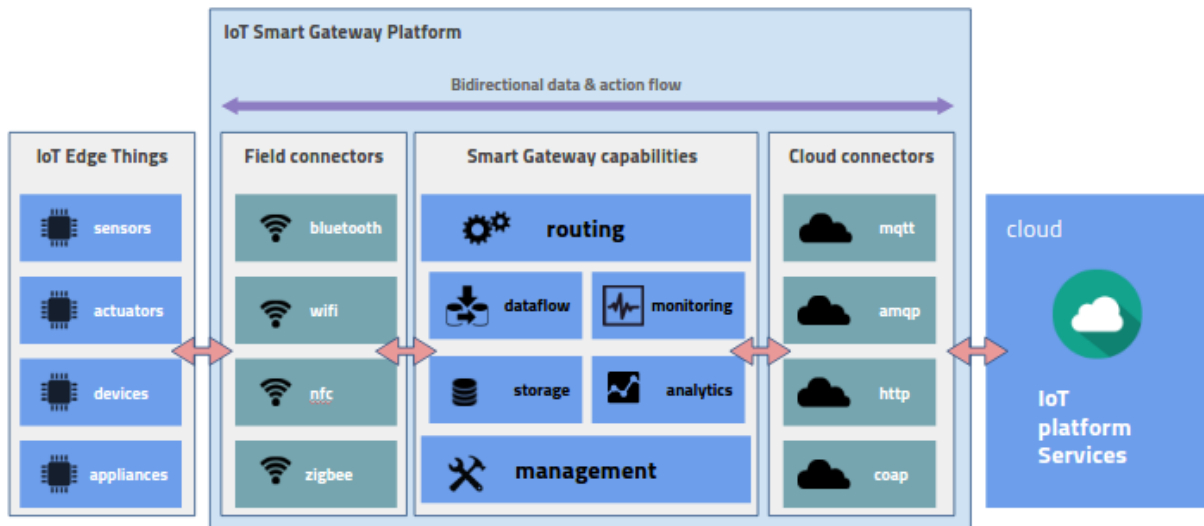 IoT Smart Gateway Platform
Bidirectional data & action flow
IoT Edge Things
sensors
actuators
devices
appliances
Field connectors
bluetooth
wifi
nfc
zigbee
Smart Gateway capabilities
routing
dataflow
monitoring
storage
analytics
management
Cloud connectors
mqtt
amqp
http
coap
cloud
IoT
platform
Services